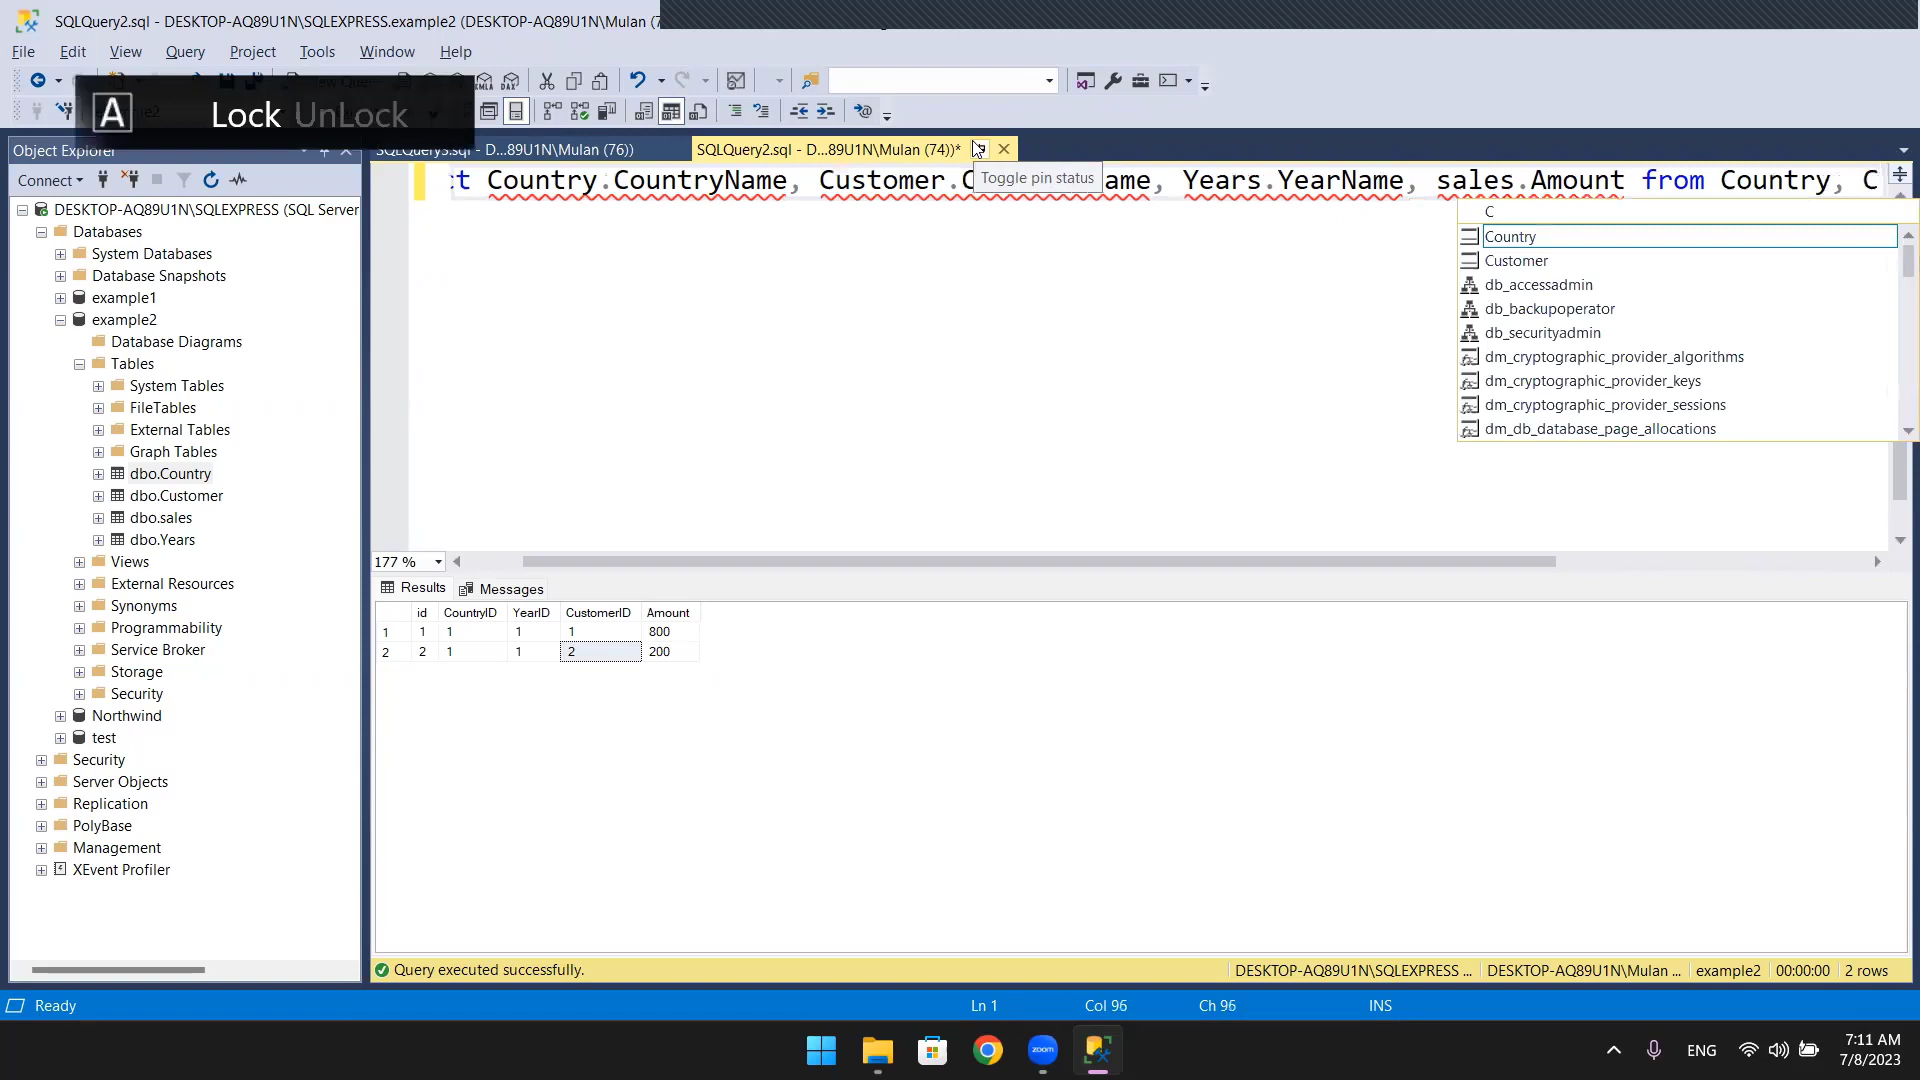 SQLQuery2.sql - DESKTOP-AQ89U1N\SQLEXPRESS.example2 (DESKTOP-AQ89U1N\Mulan (7
File Edit View Query Project Tools Window Help
A Lock UnLock
Object Explorer
D...89U1N\Mulan (76))
SQLQuery2.sql - D...89U1N\Mulan (74))*
Connect
Toggle pin status
ct Country.CountryName, Customer.C ame, Years.YearName, sales.Amount from Country, C
DESKTOP-AQ89U1N\SQLEXPRESS (SQL Server
Databases
System Databases
Database Snapshots
example1
example2
Database Diagrams
Tables
System Tables
FileTables
External Tables
Graph Tables
dbo.Country
dbo.Customer
dbo.sales
dbo.Years
Views
External Resources
Synonyms
Programmability
Service Broker
Storage
Security
Northwind
test
Security
Server Objects
Replication
PolyBase
Management
XEvent Profiler
C
Country
Customer
db_accessadmin
db_backupoperator
db_securityadmin
dm_cryptographic_provider_algorithms
dm_cryptographic_provider_keys
dm_cryptographic_provider_sessions
dm_db_database_page_allocations
177 %
Results Messages
id CountryID YearID CustomerID Amount
1 1 1 1 1 800
2 2 1 1 2 200
Query executed successfully.
DESKTOP-AQ89U1N\SQLEXPRESS ... DESKTOP-AQ89U1N\Mulan ... example2 00:00:00 2 rows
Ready Ln 1 Col 96 Ch 96 INS
zoom
ENG
7:11 AM
7/8/2023